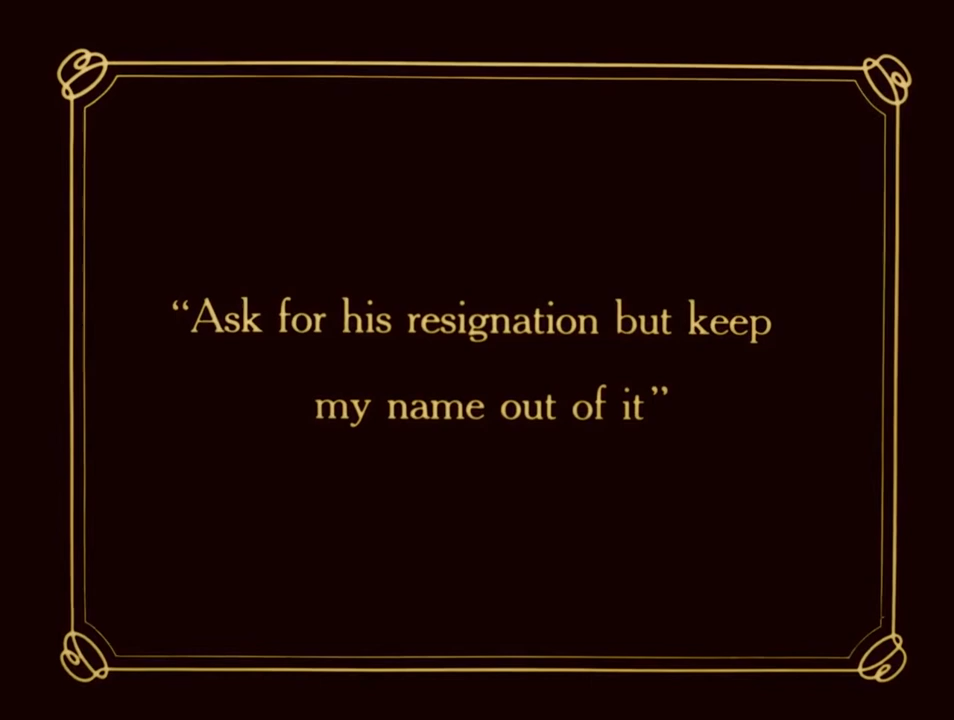 “Ask for his resignation but keep
my name out of it”